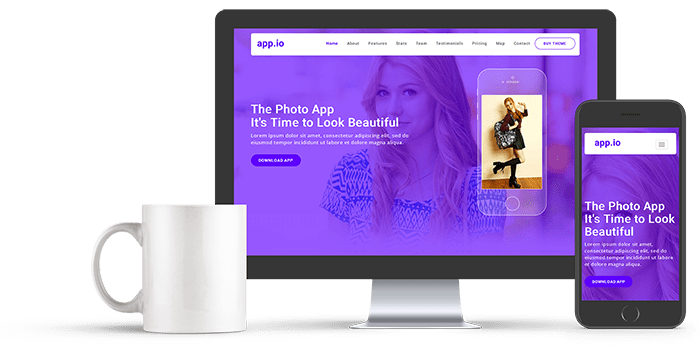 app.io
Home About Features Stats Team Testimonials Pricing Map Contact BUY THEME
The Photo App
It's Time to Look Beautiful
Lorem ipsum dolor sit amet, consectetur adipiscing elit, sed do
eiusmod tempor incididunt ut labore et dolore magna aliqua.
DOWNLOAD APP
app.io
The Photo App
It's Time to Look
Beautiful
Lorem ipsum dolor sit amet,
consectetur adipiscing elit, sed do
eiusmod tempor incididunt ut labore et
dolore magna aliqua.
DOWNLOAD APP